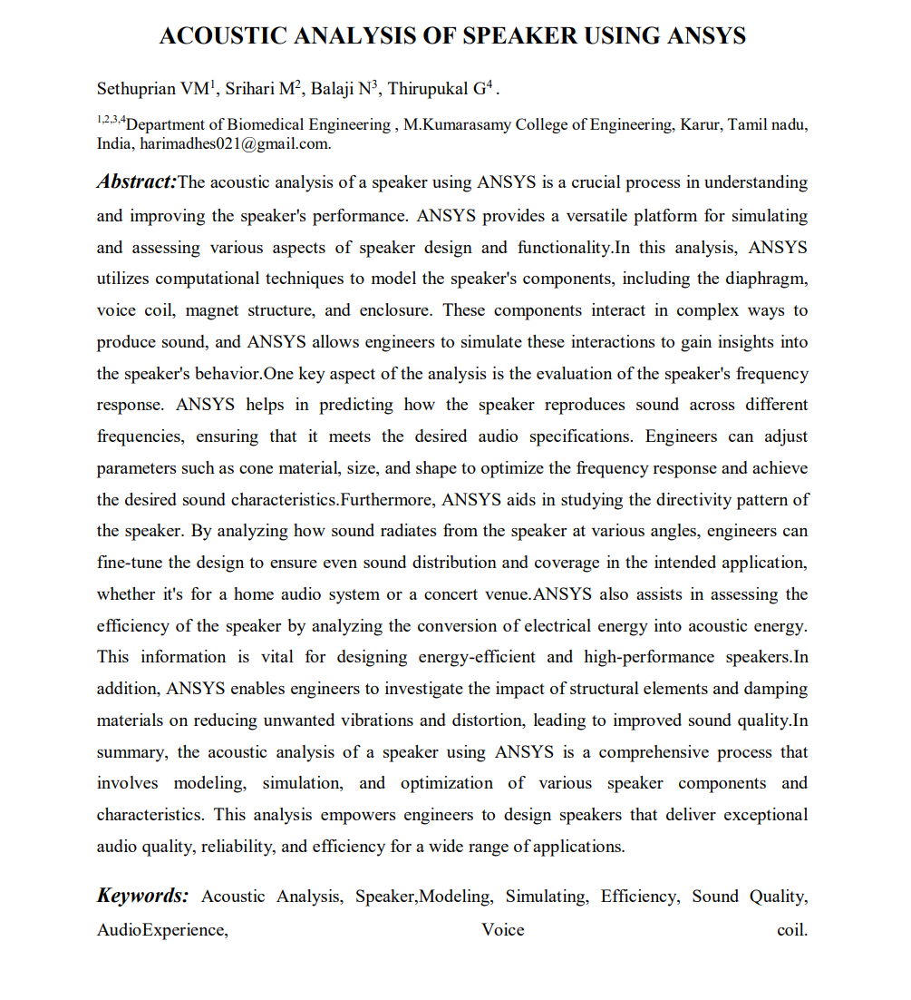 ACOUSTIC ANALYSIS OF SPEAKER USING ANSYS
Sethuprian VM1, Srihari M2, Balaji N3, Thirupukal G4 .
1,2,3,4Department of Biomedical Engineering , M.Kumarasamy College of Engineering, Karur, Tamil nadu,
India, harimadhes021@gmail.com.
Abstract:The acoustic analysis of a speaker using ANSYS is a crucial process in understanding
and improving the speaker's performance. ANSYS provides a versatile platform for simulating
and assessing various aspects of speaker design and functionality.In this analysis, ANSYS
utilizes computational techniques to model the speaker's components, including the diaphragm,
voice coil, magnet structure, and enclosure. These components interact in complex ways to
produce sound, and ANSYS allows engineers to simulate these interactions to gain insights into
the speaker's behavior.One key aspect of the analysis is the evaluation of the speaker's frequency
response. ANSYS helps in predicting how the speaker reproduces sound across different
frequencies, ensuring that it meets the desired audio specifications. Engineers can adjust
parameters such as cone material, size, and shape to optimize the frequency response and achieve
the desired sound characteristics.Furthermore, ANSYS aids in studying the directivity pattern of
the speaker. By analyzing how sound radiates from the speaker at various angles, engineers can
fine-tune the design to ensure even sound distribution and coverage in the intended application,
whether it's for a home audio system or a concert venue.ANSYS also assists in assessing the
efficiency of the speaker by analyzing the conversion of electrical energy into acoustic energy.
This information is vital for designing energy-efficient and high-performance speakers.In
addition, ANSYS enables engineers to investigate the impact of structural elements and damping
materials on reducing unwanted vibrations and distortion, leading to improved sound quality.In
summary, the acoustic analysis of a speaker using ANSYS is a comprehensive process that
involves modeling, simulation, and optimization of various speaker components and
characteristics. This analysis empowers engineers to design speakers that deliver exceptional
audio quality, reliability, and efficiency for a wide range of applications.
Keywords: Acoustic Analysis, Speaker,Modeling, Simulating, Efficiency, Sound Quality,
AudioExperience, Voice coil.